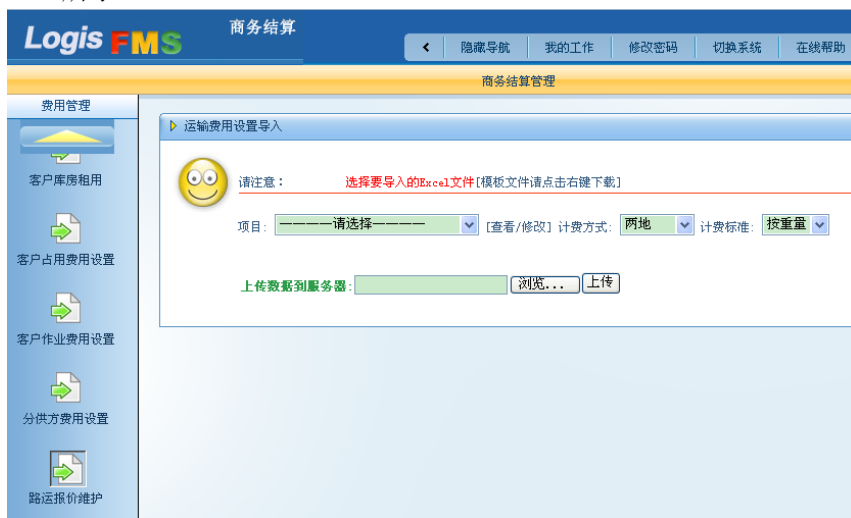 商务结算
Logis FMS
隐藏导航 我的工作 修改密码 切换系统 在线帮助
商务结算管理
费用管理
运输费用设置导入
客户库房租用
请注意： 选择要导入的Excel文件[模板文件请点击右键下载]
项目: ————请选择———— [查看/修改] 计费方式: 两地 计费标准: 按重量
客户占用费用设置
上传数据到服务器: 浏览... 上传
客户作业费用设置
分供方费用设置
路运报价维护